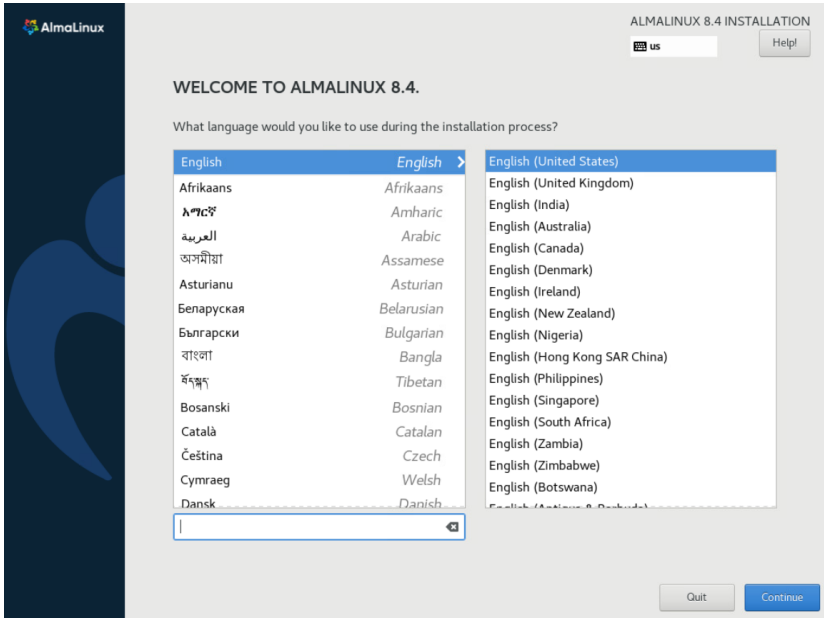 AlmaLinux
ALMALINUX 8.4 INSTALLATION
us
Help!
WELCOME TO ALMALINUX 8.4.
What language would you like to use during the installation process?
English English
Afrikaans Afrikaans
አማርኛ Amharic
العربية Arabic
অসমীয়া Assamese
Asturianu Asturian
Беларуская Belarusian
Български Bulgarian
বাংলা Bangla
བོད་སྐད་ Tibetan
Bosanski Bosnian
Català Catalan
Čeština Czech
Cymraeg Welsh
Dansk Danish
English (United States)
English (United Kingdom)
English (India)
English (Australia)
English (Canada)
English (Denmark)
English (Ireland)
English (New Zealand)
English (Nigeria)
English (Hong Kong SAR China)
English (Philippines)
English (Singapore)
English (South Africa)
English (Zambia)
English (Zimbabwe)
English (Botswana)
English (Antigua & Barbuda)
Quit
Continue